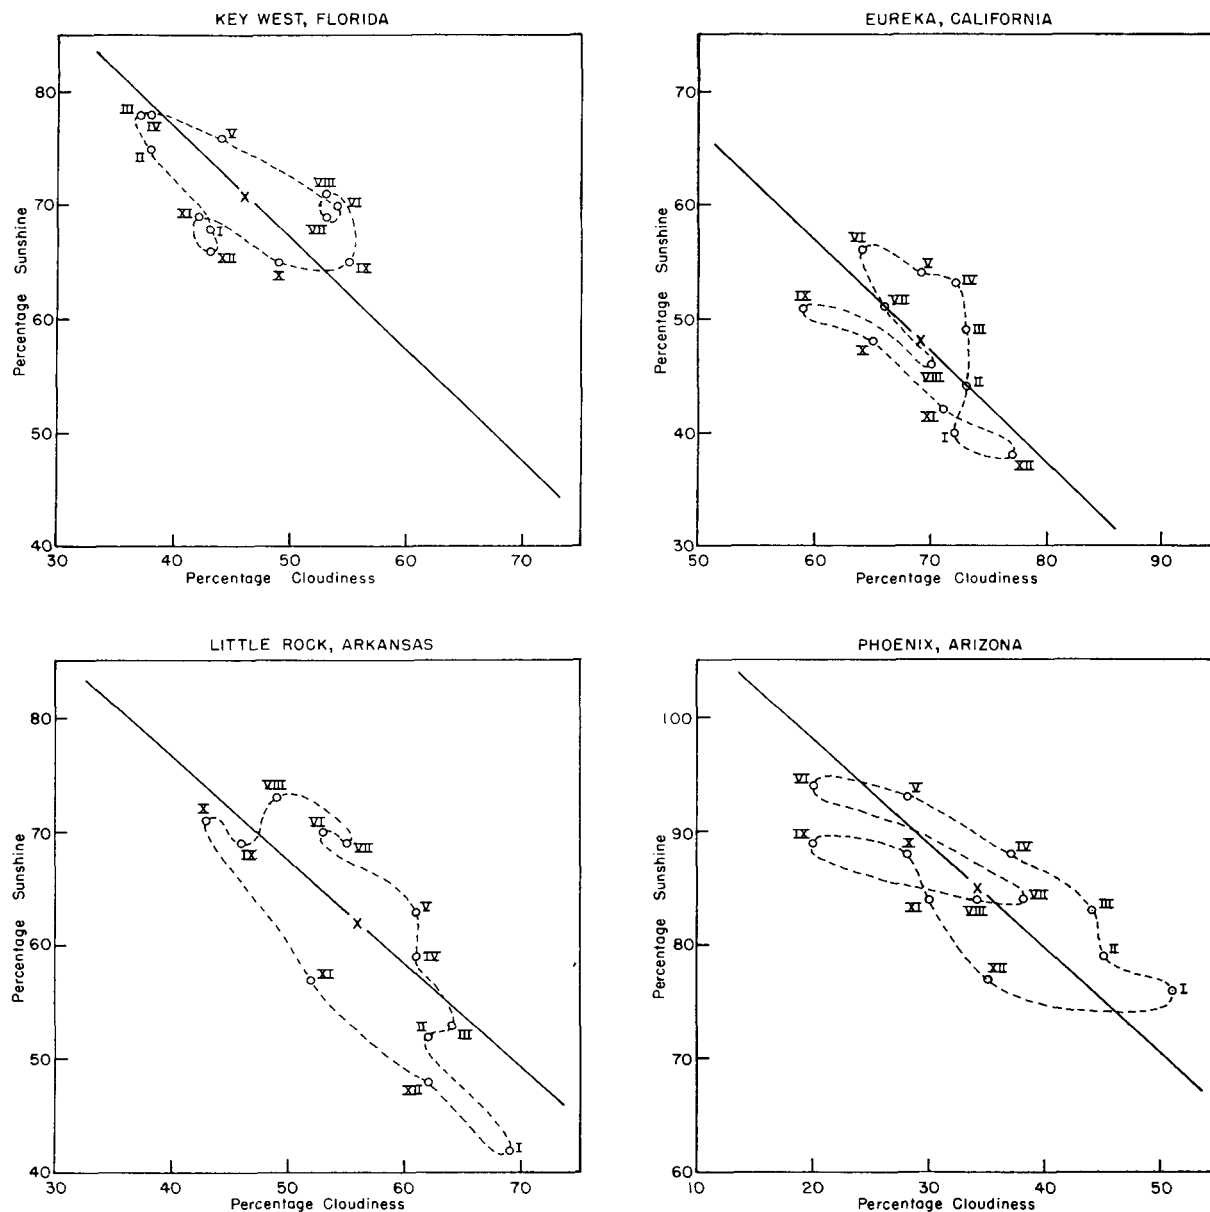 KEY WEST, FLORIDA
80
70
60
50
40
30
40
50
60
70
Percentage Sunshine
Percentage Cloudiness
III
IV
II
V
VIII
VI
VII
XI
I
XII
X
IX
X
EUREKA, CALIFORNIA
70
60
50
40
30
50
60
70
80
90
Percentage Sunshine
Percentage Cloudiness
VI
V
IV
IX
VII
III
X
X
VIII
II
XI
I
XII
LITTLE ROCK, ARKANSAS
80
70
60
50
40
30
40
50
60
70
Percentage Sunshine
Percentage Cloudiness
VIII
X
VI
IX
VII
V
X
IV
XI
II
III
XII
I
PHOENIX, ARIZONA
100
90
80
70
60
10
20
30
40
50
Percentage Sunshine
Percentage Cloudiness
VI
V
IX
X
IV
X
VII
XI
VIII
III
II
XII
I